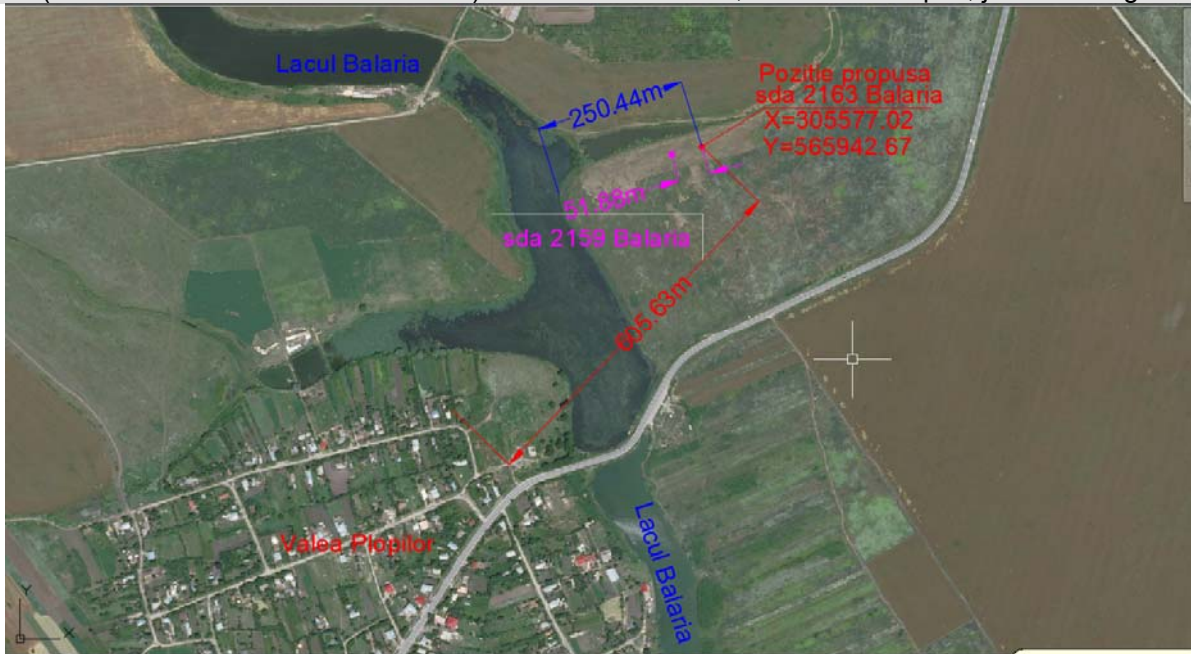 Lacul Balaria
250.44m
Pozitie propusa
sda 2163 Balaria
X=305577.02
Y=565942.67
51.88m
sda 2159 Balaria
605.63m
Valea Plopilor
Lacul Balaria
Y
X